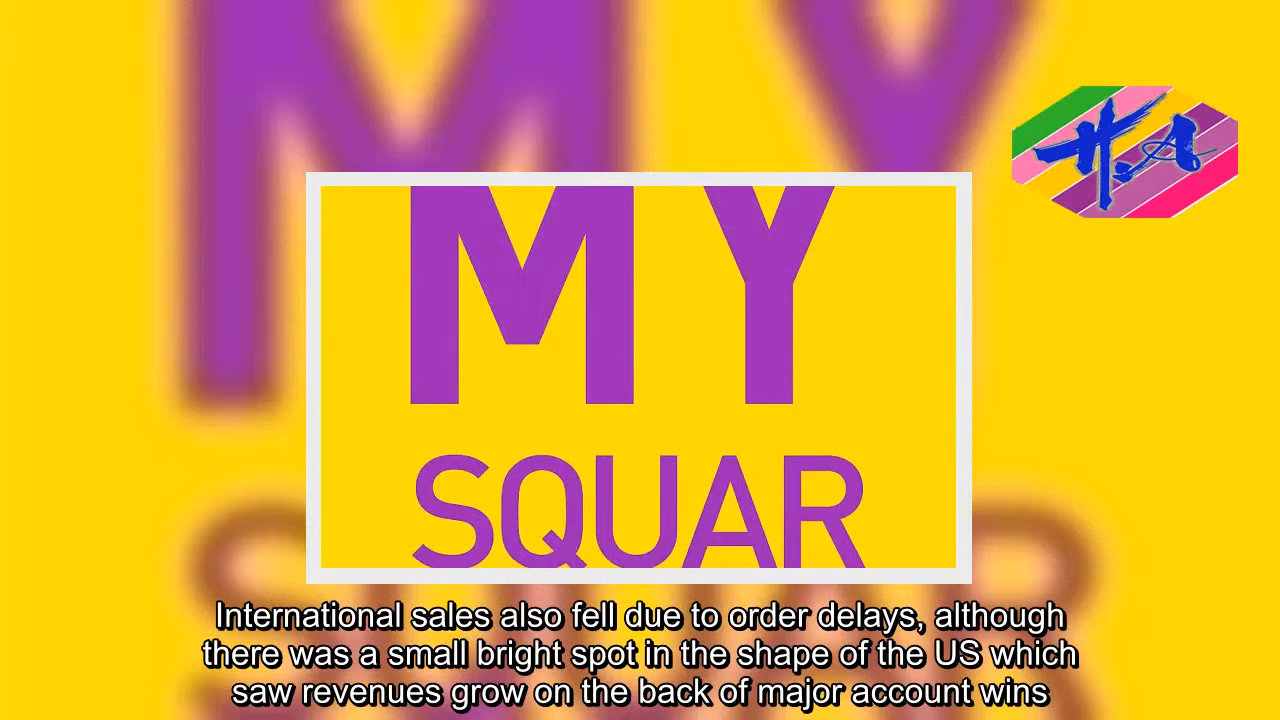 MY
SQUAR
H.A
International sales also fell due to order delays, although
there was a small bright spot in the shape of the US which
saw revenues grow on the back of major account wins